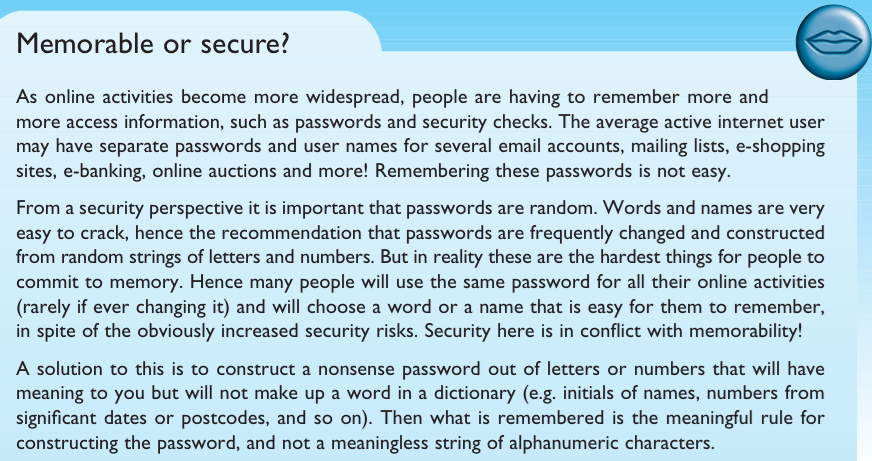 Memorable or secure?
As online activities become more widespread, people are having to remember more and
more access information, such as passwords and security checks. The average active internet user
may have separate passwords and user names for several email accounts, mailing lists, e-shopping
sites, e-banking, online auctions and more! Remembering these passwords is not easy.
From a security perspective it is important that passwords are random. Words and names are very
easy to crack, hence the recommendation that passwords are frequently changed and constructed
from random strings of letters and numbers. But in reality these are the hardest things for people to
commit to memory. Hence many people will use the same password for all their online activities
(rarely if ever changing it) and will choose a word or a name that is easy for them to remember,
in spite of the obviously increased security risks. Security here is in conflict with memorability!
A solution to this is to construct a nonsense password out of letters or numbers that will have
meaning to you but will not make up a word in a dictionary (e.g. initials of names, numbers from
significant dates or postcodes, and so on). Then what is remembered is the meaningful rule for
constructing the password, and not a meaningless string of alphanumeric characters.